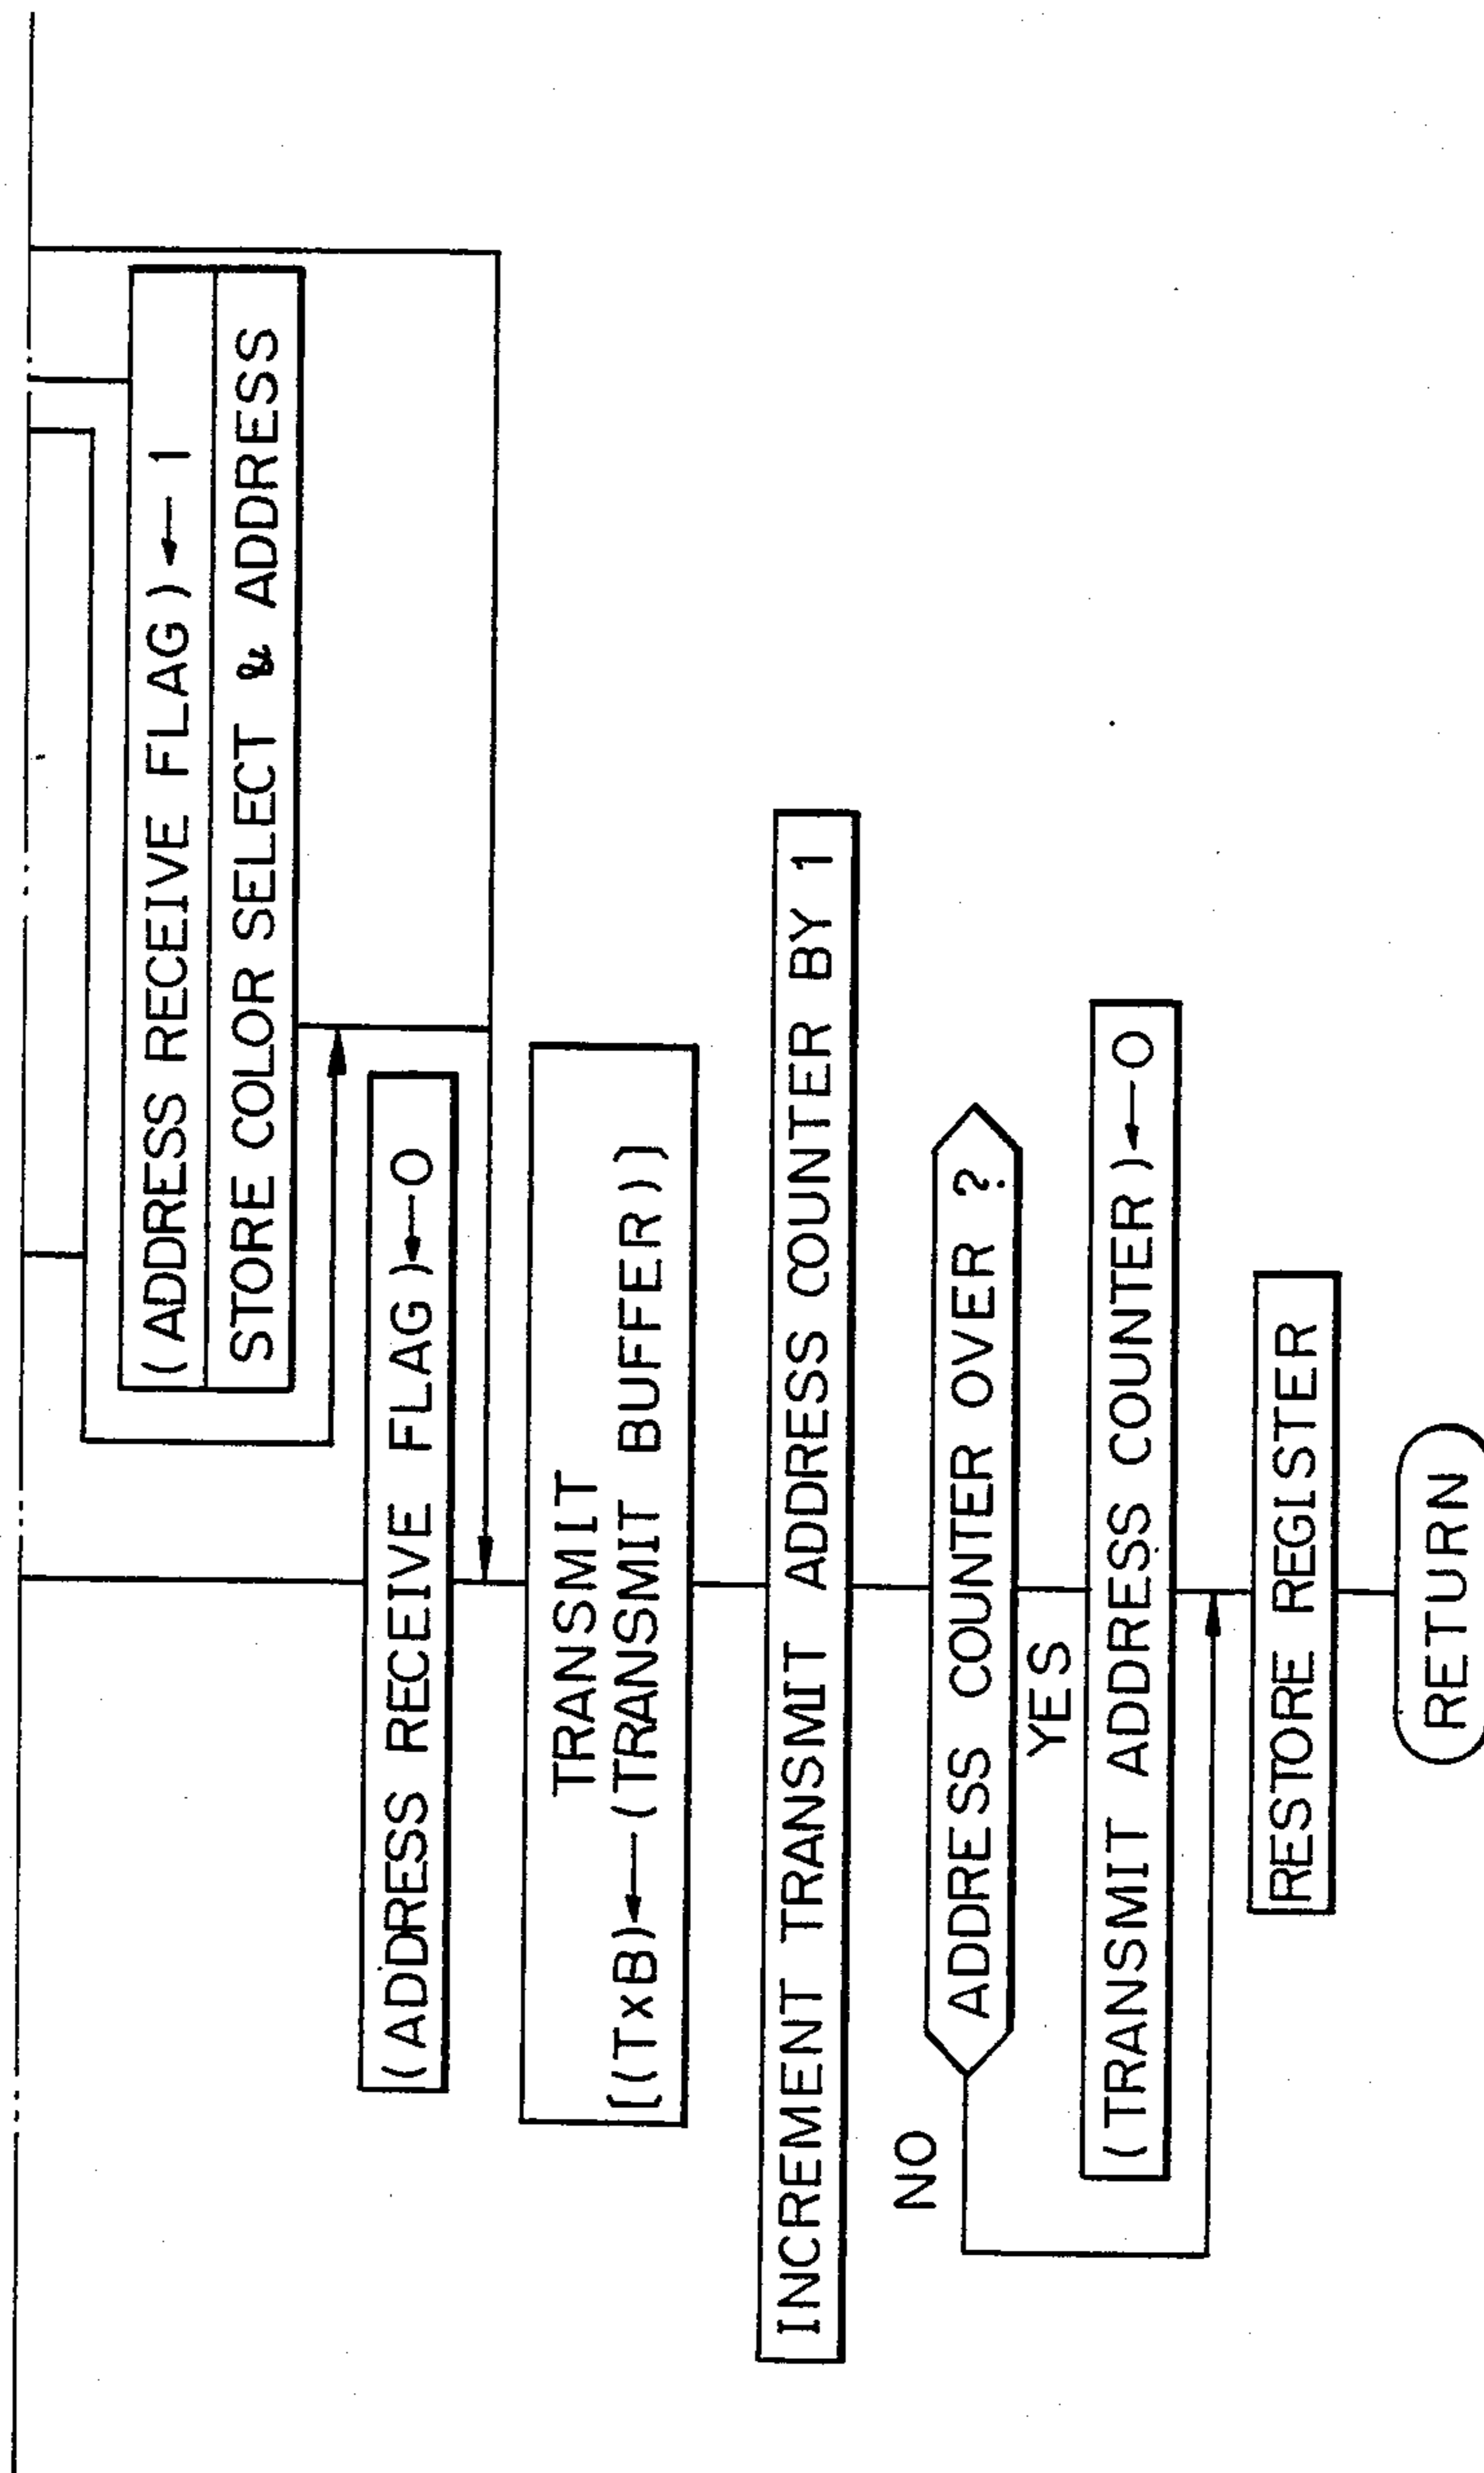 (ADDRESS RECEIVE FLAG)← 1
STORE COLOR SELECT & ADDRESS
(ADDRESS RECEIVE FLAG)←0
TRANSMIT
[(TxB)←(TRANSMIT BUFFER)]
INCREMENT TRANSMIT ADDRESS COUNTER BY 1
ADDRESS COUNTER OVER ?
NO
YES
(TRANSMIT ADDRESS COUNTER)←0
RESTORE REGISTER
RETURN